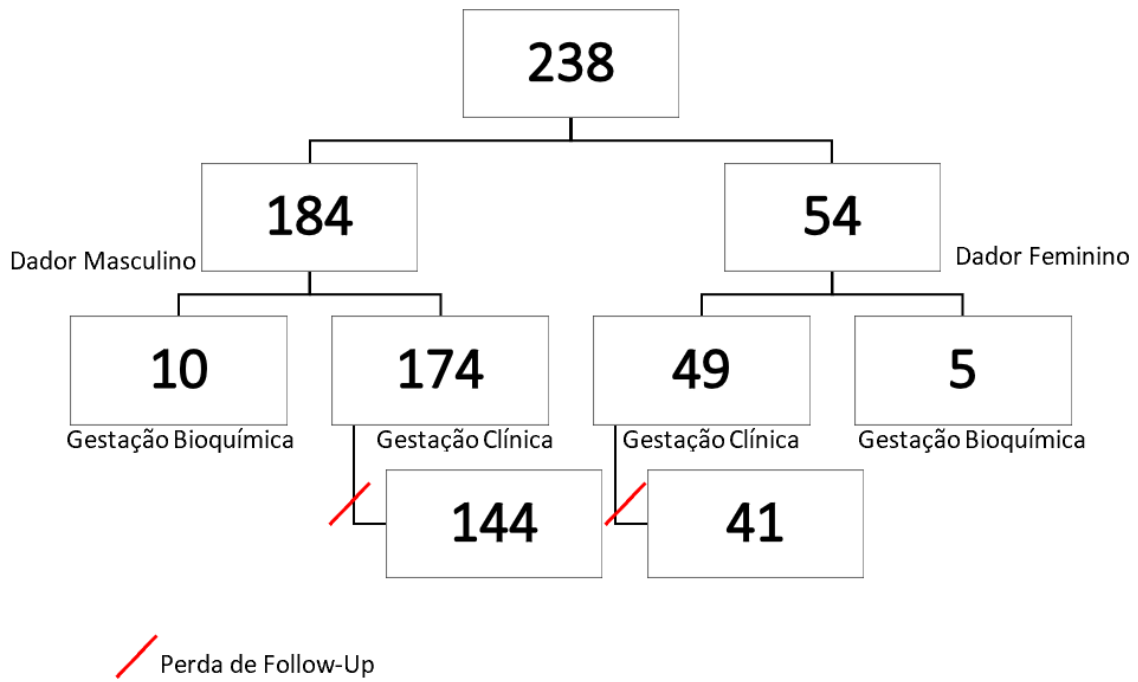 238
184
54
Dador Masculino
Dador Feminino
10
174
49
5
Gestação Bioquímica
Gestação Clínica
Gestação Clínica
Gestação Bioquímica
144
41
Perda de Follow-Up